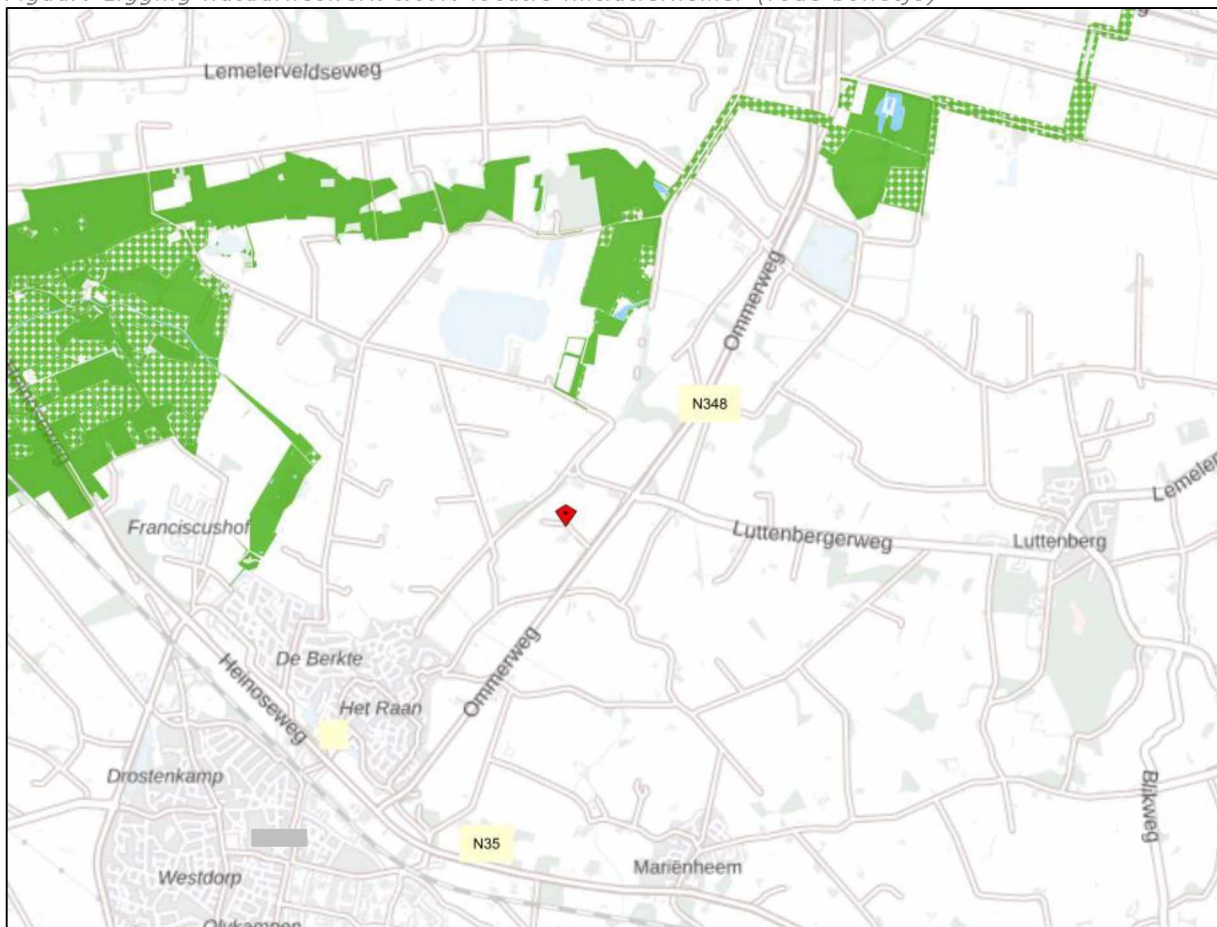 Lemelerveldseweg
Ommerweg
N348
Franciscushof
Luttenbergerweg
Luttenberg
De Berkte
Ommerweg
Heinoseweg
Het Raan
Drostenkamp
Blikweg
N35
Mariënheem
Westdorp